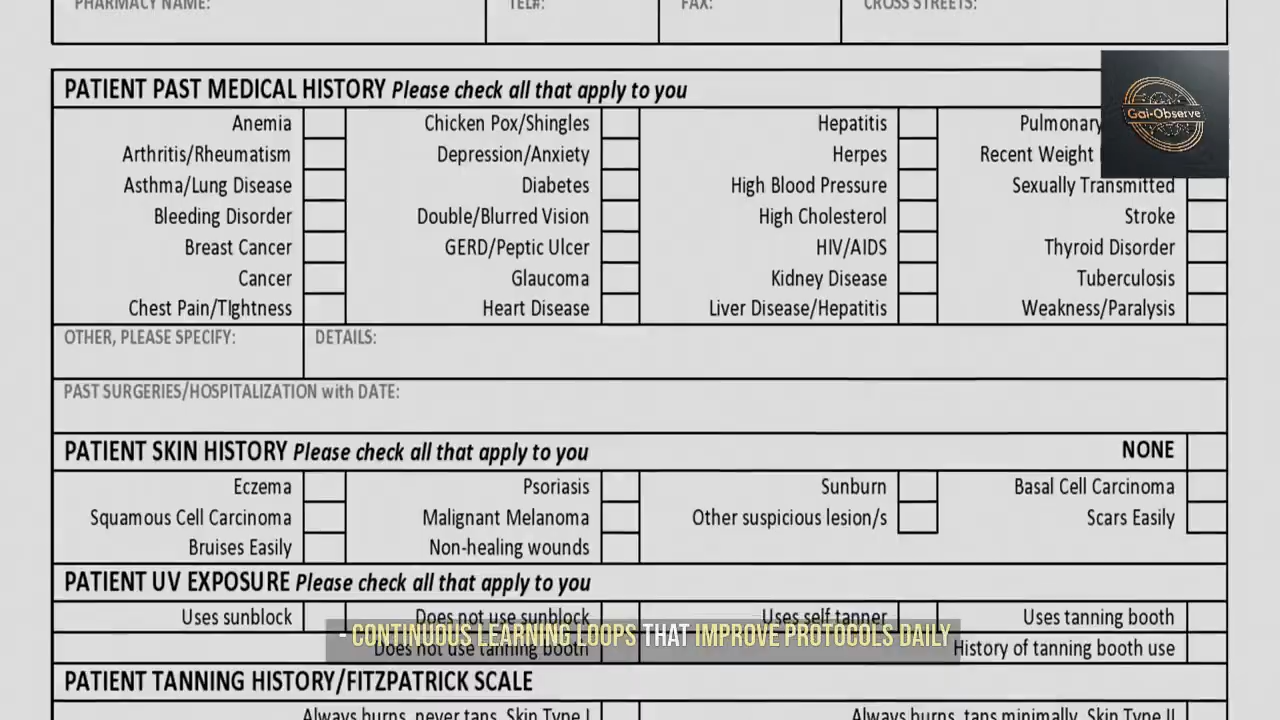 PHARMACY NAME: TEL#: FAX: CROSS STREETS:
PATIENT PAST MEDICAL HISTORY Please check all that apply to you
Gai-Observe
Anemia Chicken Pox/Shingles Hepatitis Pulmonary
Arthritis/Rheumatism Depression/Anxiety Herpes Recent Weight
Asthma/Lung Disease Diabetes High Blood Pressure Sexually Transmitted
Bleeding Disorder Double/Blurred Vision High Cholesterol Stroke
Breast Cancer GERD/Peptic Ulcer HIV/AIDS Thyroid Disorder
Cancer Glaucoma Kidney Disease Tuberculosis
Chest Pain/TIghtness Heart Disease Liver Disease/Hepatitis Weakness/Paralysis
OTHER, PLEASE SPECIFY: DETAILS:
PAST SURGERIES/HOSPITALIZATION with DATE:
PATIENT SKIN HISTORY Please check all that apply to you NONE
Eczema Psoriasis Sunburn Basal Cell Carcinoma
Squamous Cell Carcinoma Malignant Melanoma Other suspicious lesion/s Scars Easily
Bruises Easily Non-healing wounds
PATIENT UV EXPOSURE Please check all that apply to you
Uses sunblock Does not use sunblock Uses self tanner Uses tanning booth
- CONTINUOUS LEARNING LOOPS THAT IMPROVE PROTOCOLS DAILY
Does not use tanning booth History of tanning booth use
PATIENT TANNING HISTORY/FITZPATRICK SCALE
Always burns, never tans, Skin Type I Always burns, tans minimally, Skin Type II